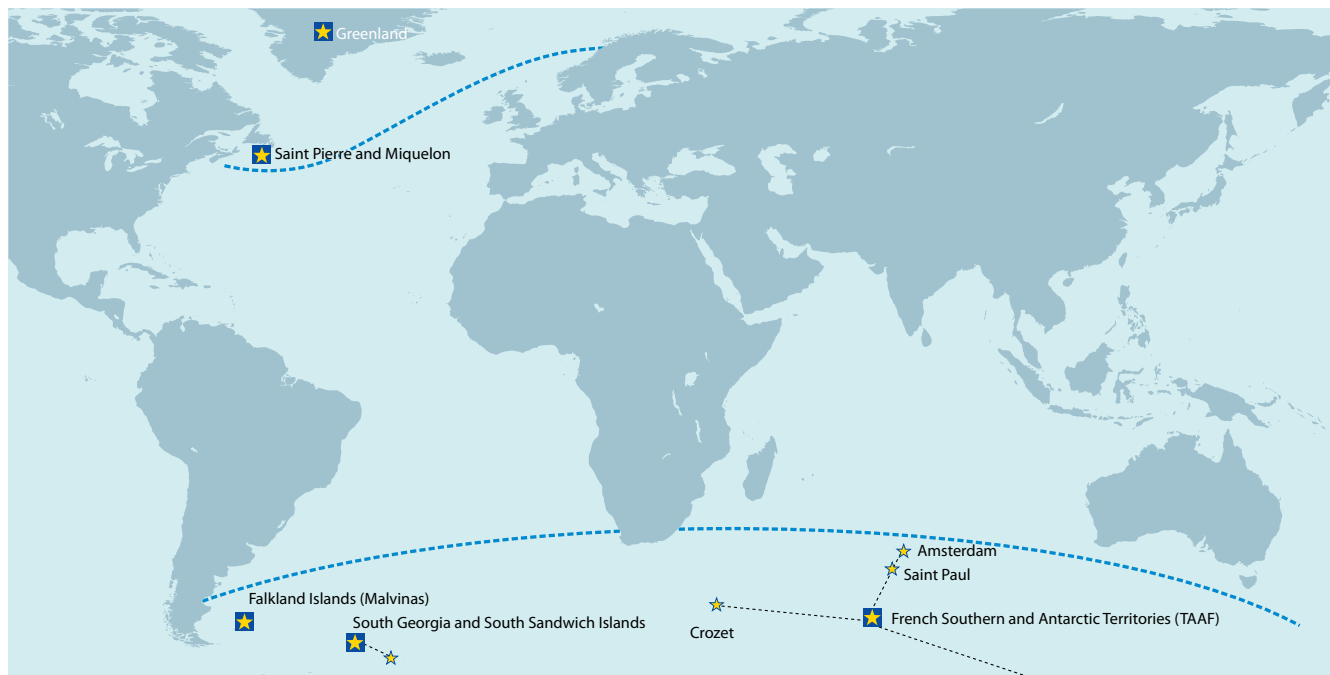 Greenland
Saint Pierre and Miquelon
Amsterdam
Saint Paul
Falkland Islands (Malvinas)
South Georgia and South Sandwich Islands
French Southern and Antarctic Territories (TAAF)
Crozet